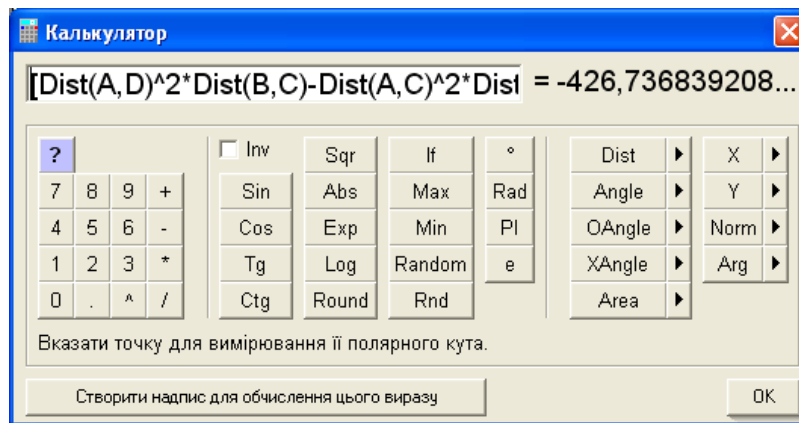 Калькулятор
[Dist(A,D)^2*Dist(B,C)-Dist(A,C)^2*Dist = -426,736839208...
? Inv Sqr If ° Dist X
7 8 9 + Sin Abs Max Rad Angle Y
4 5 6 - Cos Exp Min PI OAngle Norm
1 2 3 * Tg Log Random e XAngle Arg
0 . ^ / Ctg Round Rnd Area
Вказати точку для вимірювання її полярного кута.
Створити надпис для обчислення цього виразу OK